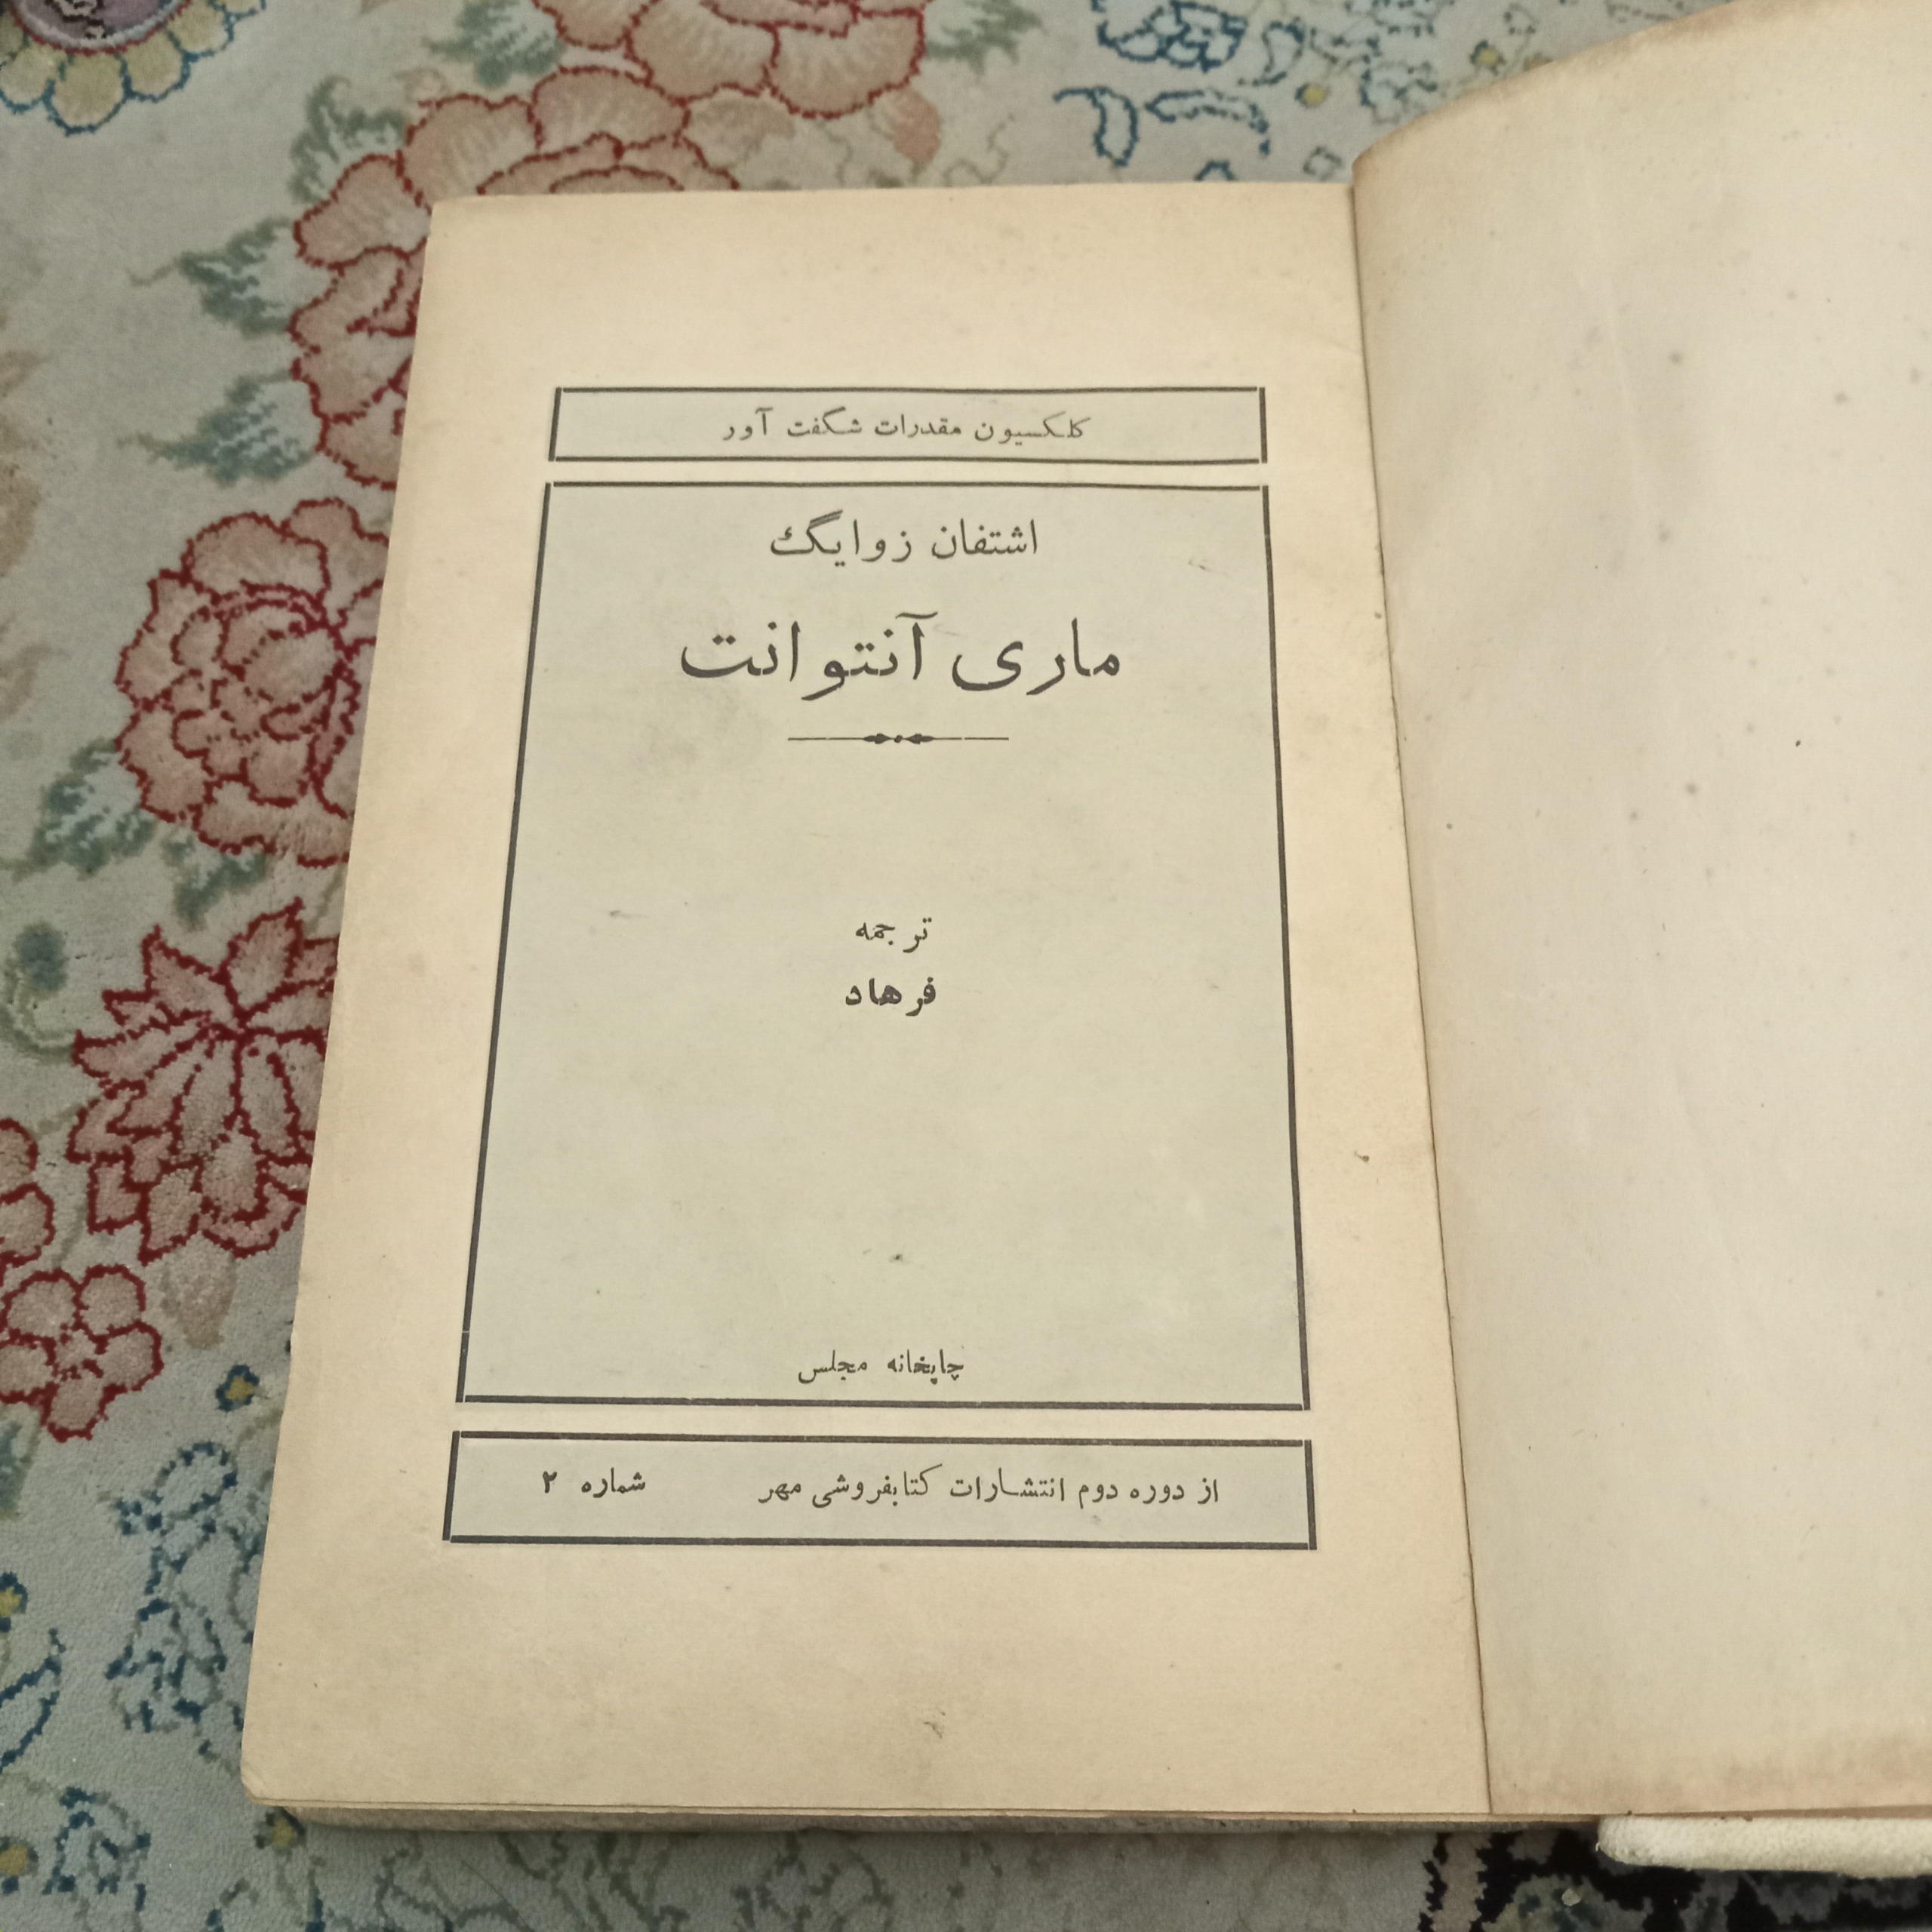 کلکسیون مقدرات شگفت آور
اشتفان زوایگ
ماری آنتوانت
ترجمه
فرهاد
چاپخانه مجلس
از دوره دوم انتشارات کتابفروشی مهر شماره ۲